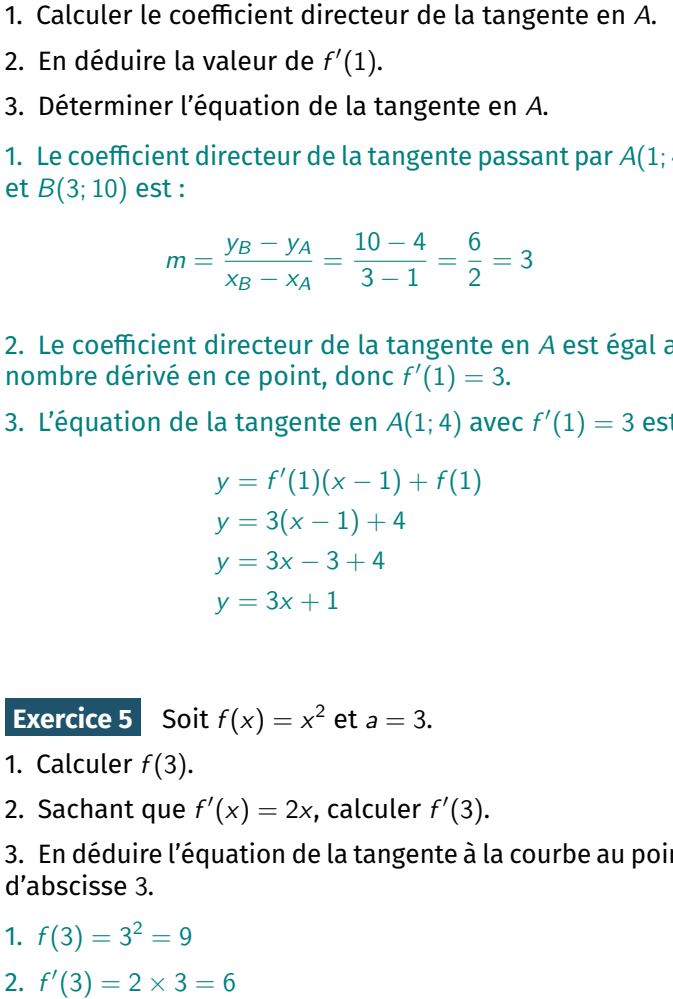 1. Calculer le coefficient directeur de la tangente en A.
2. En déduire la valeur de f′(1).
3. Déterminer l'équation de la tangente en A.
1. Le coefficient directeur de la tangente passant par A(1;
et B(3; 10) est :
m = (y_B − y_A)/(x_B − x_A) = (10 − 4)/(3 − 1) = 6/2 = 3
2. Le coefficient directeur de la tangente en A est égal
nombre dérivé en ce point, donc f′(1) = 3.
3. L'équation de la tangente en A(1; 4) avec f′(1) = 3
y = f′(1)(x − 1) + f(1)
y = 3(x − 1) + 4
y = 3x − 3 + 4
y = 3x + 1
Exercice 5 Soit f(x) = x² et a = 3.
1. Calculer f(3).
2. Sachant que f′(x) = 2x, calculer f′(3).
3. En déduire l'équation de la tangente à la courbe au
d'abscisse 3.
1. f(3) = 3² = 9
2. f′(3) = 2 × 3 = 6